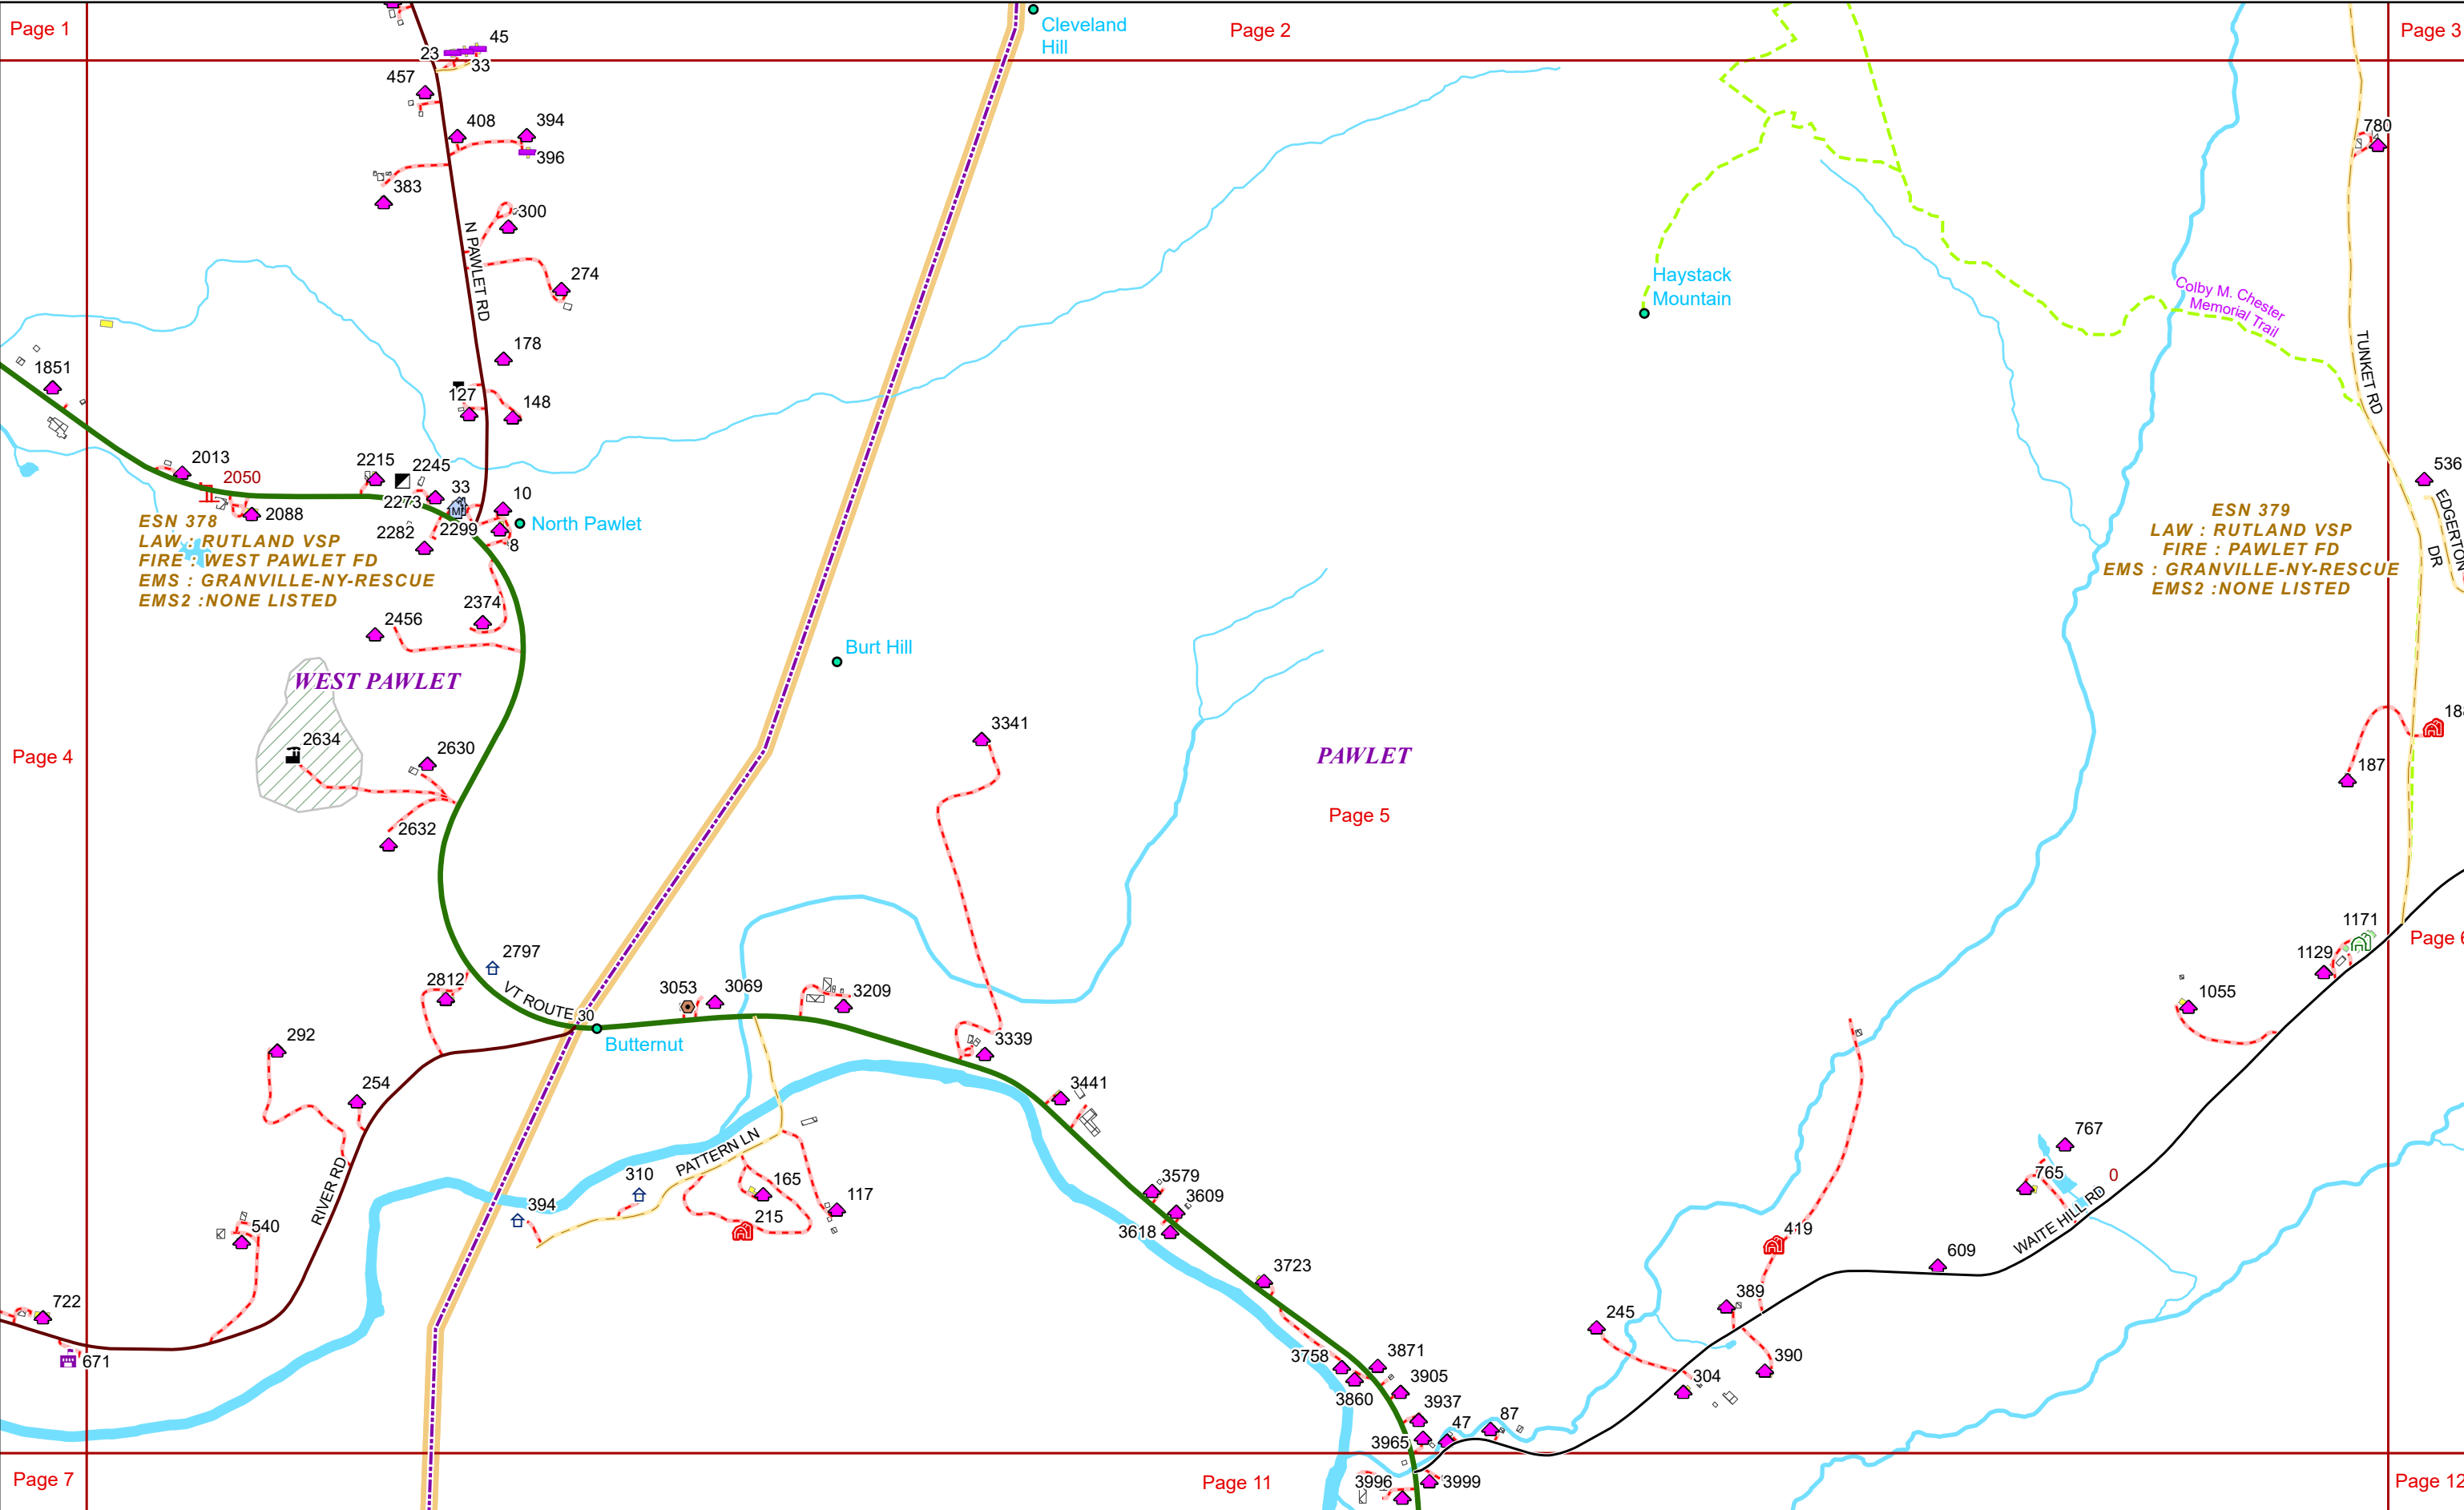 Page 1
Page 2
Page 3
Cleveland
Hill
45
23
33
457
408
394
396
383
300
N PAWLET RD
274
178
127
148
780
Haystack
Mountain
Colby M. Chester
Memorial Trail
TUNKET RD
1851
2013
2050
2088
2215
2245
2273
33
10
2282
2299
8
North Pawlet
536
EDGERTON
DR
ESN 378
LAW : RUTLAND VSP
FIRE : WEST PAWLET FD
EMS : GRANVILLE-NY-RESCUE
EMS2 :NONE LISTED
ESN 379
LAW : RUTLAND VSP
FIRE : PAWLET FD
EMS : GRANVILLE-NY-RESCUE
EMS2 :NONE LISTED
2374
2456
Burt Hill
WEST PAWLET
2634
2630
2632
Page 4
3341
PAWLET
Page 5
187
1171
1129
1055
2797
2812
VT ROUTE 30
Butternut
3053
3069
3209
3339
3441
292
254
RIVER RD
540
722
671
PATTERN LN
310
394
165
215
117
3579
3609
3618
3723
3758
3860
3871
3905
3937
3965
47
87
767
765
0
WAITE HILL RD
419
609
389
390
245
304
Page 7
Page 11
3996
3999
Page 12